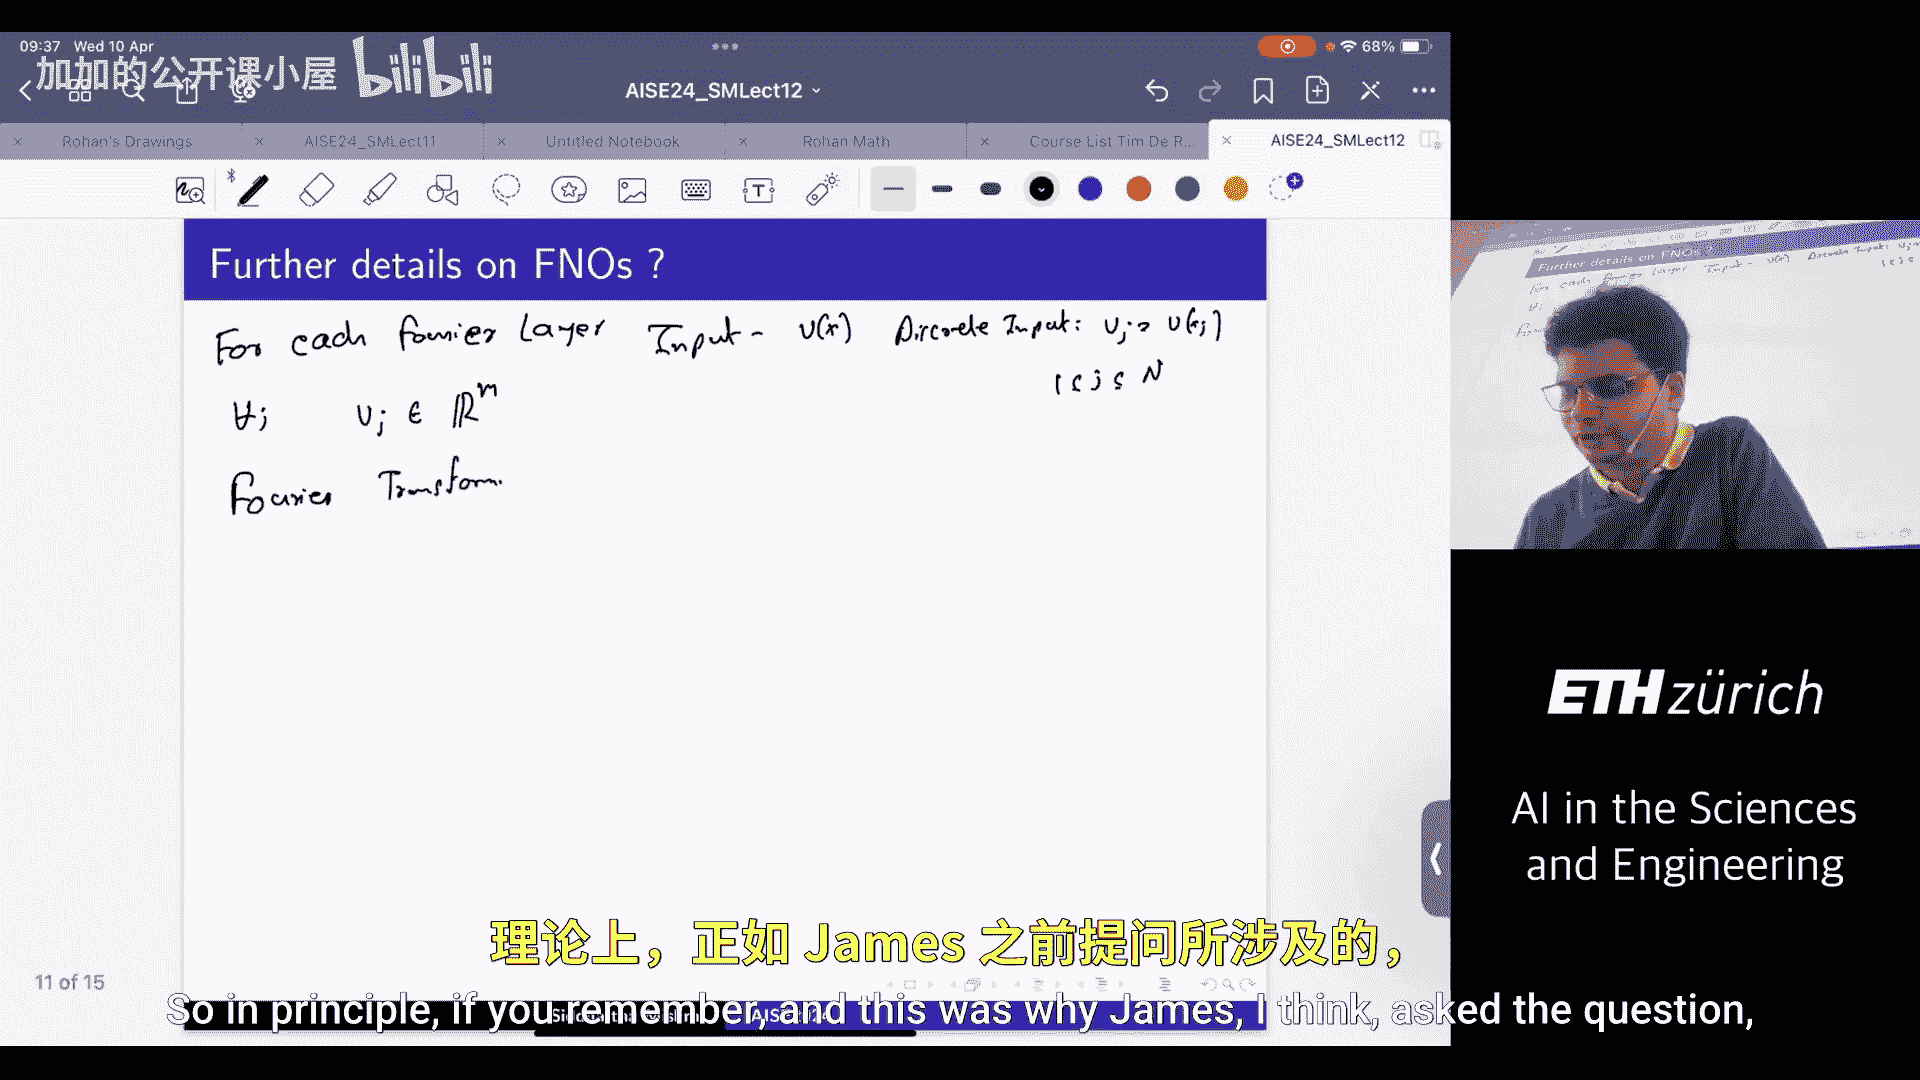 09:37 Wed 10 Apr
68%
加加的公开课小屋 bilibili
AISE24_SMLect12
Rohan's Drawings
AISE24_SMLect11
Untitled Notebook
Rohan Math
Course List Tim De R...
AISE24_SMLect12
Further details on FNOs ?
For each Fourier Layer Input - v(x) Discrete Input: vj = v(xj)
1 ≤ j ≤ N
∀j vj ∈ ℝᵐ
Fourier Transform.
ETH zürich
AI in the Sciences
and Engineering
11 of 15
理论上，正如 James 之前提问所涉及的，
So in principle, if you remember, and this was why James, I think, asked the question,